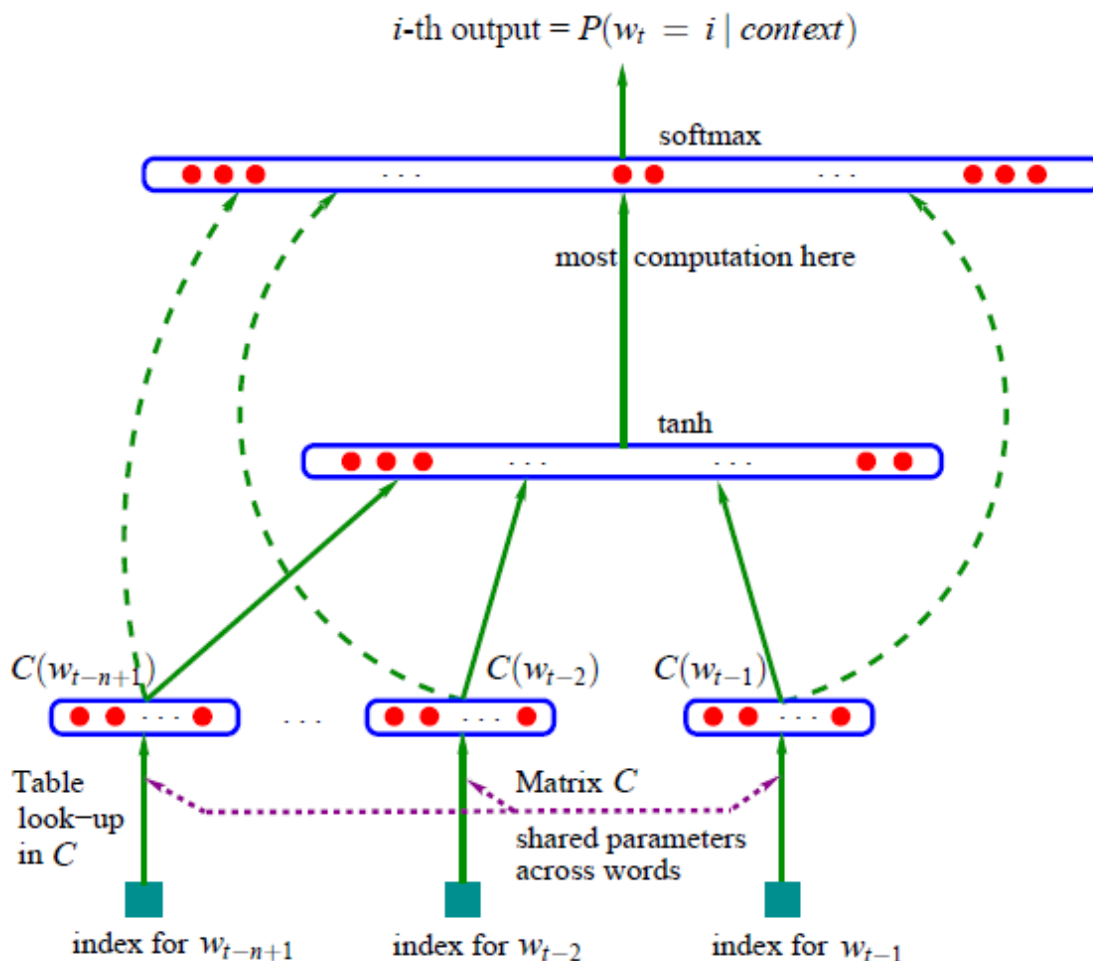 i-th output = P(w_t = i | context)
softmax
. . . . . .
most computation here
tanh
. . . . . .
C(w_{t−n+1}) C(w_{t−2}) C(w_{t−1})
. . . . . . . . . . . .
Table Matrix C
look−up
in C
shared parameters
across words
index for w_{t−n+1} index for w_{t−2} index for w_{t−1}